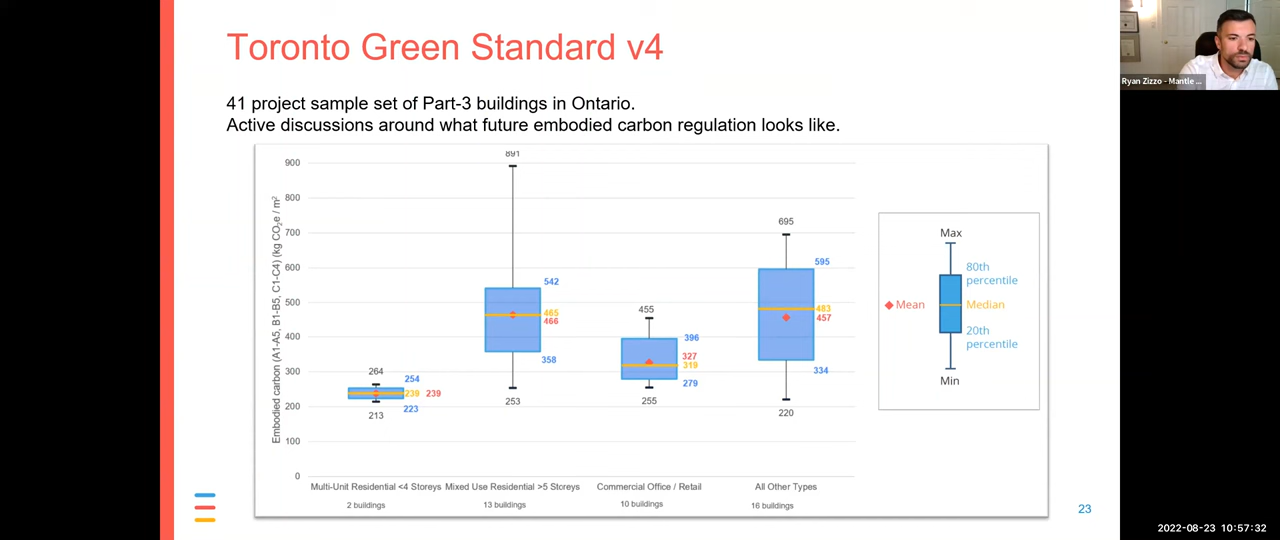 Toronto Green Standard v4
41 project sample set of Part-3 buildings in Ontario.
Active discussions around what future embodied carbon regulation looks like.
Ryan Zizzo - Mantle ...
Embodied carbon (A1-A5, B1-B5, C1-C4) (kg CO₂e / m²)
900
800
700
600
500
400
300
200
100
0
264
254
239
239
223
213
891
542
465
466
358
253
455
396
327
319
279
255
695
595
483
457
334
220
Multi-Unit Residential <4 Storeys
2 buildings
Mixed Use Residential >5 Storeys
13 buildings
Commercial Office / Retail
10 buildings
All Other Types
16 buildings
Max
80th
percentile
Mean
Median
20th
percentile
Min
23
2022-08-23 10:57:32